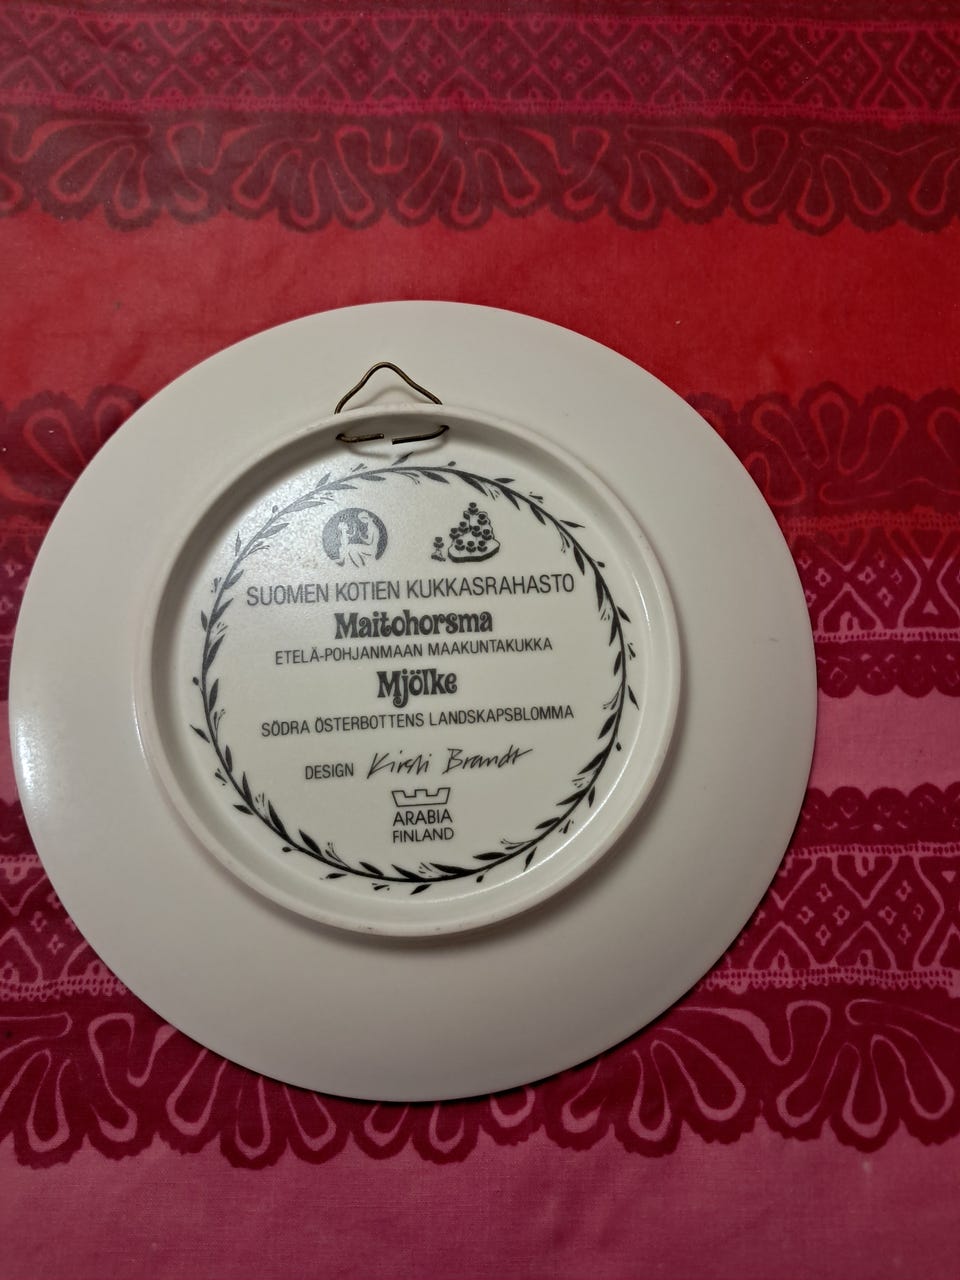 SUOMEN KOTIEN KUKKASRAHASTO
Maitohorsma
ETELÄ-POHJANMAAN MAAKUNTAKUKKA
Mjölke
SÖDRA ÖSTERBOTTENS LANDSKAPSBLOMMA
DESIGN Kirsti Brandt
ARABIA
FINLAND